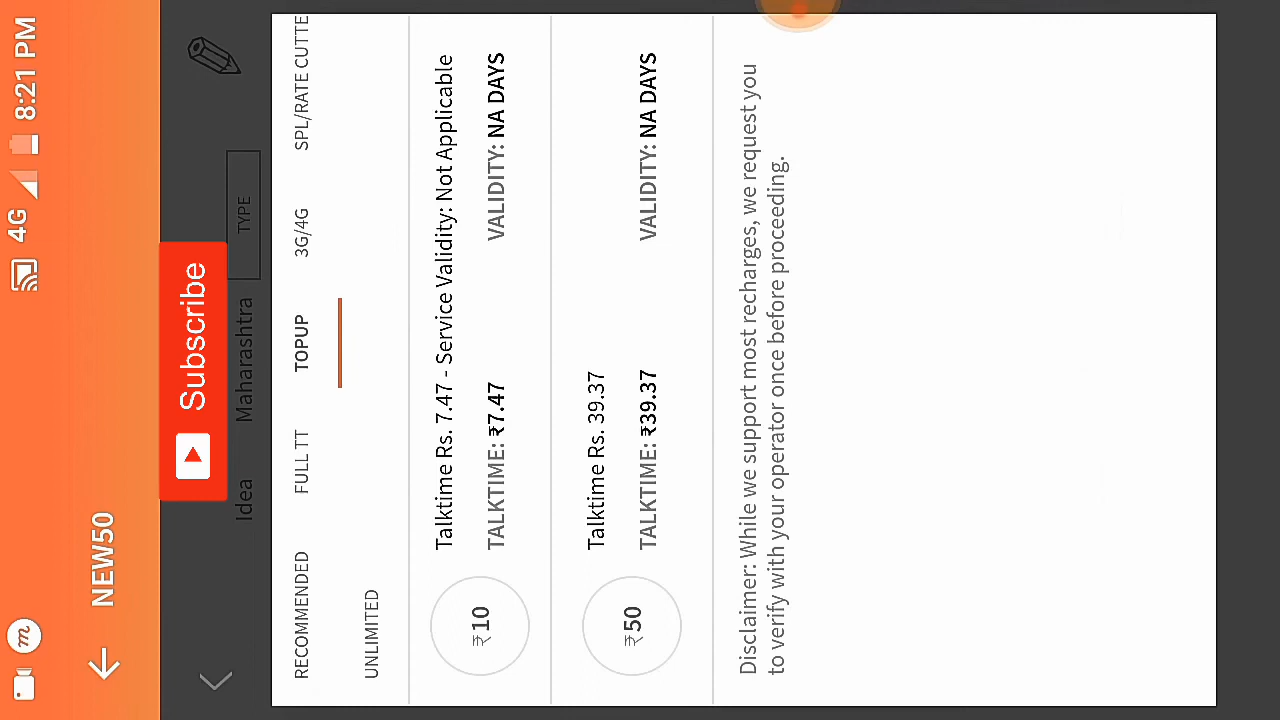 4G 8:21 PM
NEW50
Subscribe
Idea Maharashtra TYPE
RECOMMENDED FULL TT TOPUP 3G/4G SPL/RATE CUTTE
UNLIMITED
Talktime Rs. 7.47 - Service Validity: Not Applicable
₹10
TALKTIME: ₹7.47 VALIDITY: NA DAYS
Talktime Rs. 39.37
₹50
TALKTIME: ₹39.37 VALIDITY: NA DAYS
Disclaimer: While we support most recharges, we request you
to verify with your operator once before proceeding.